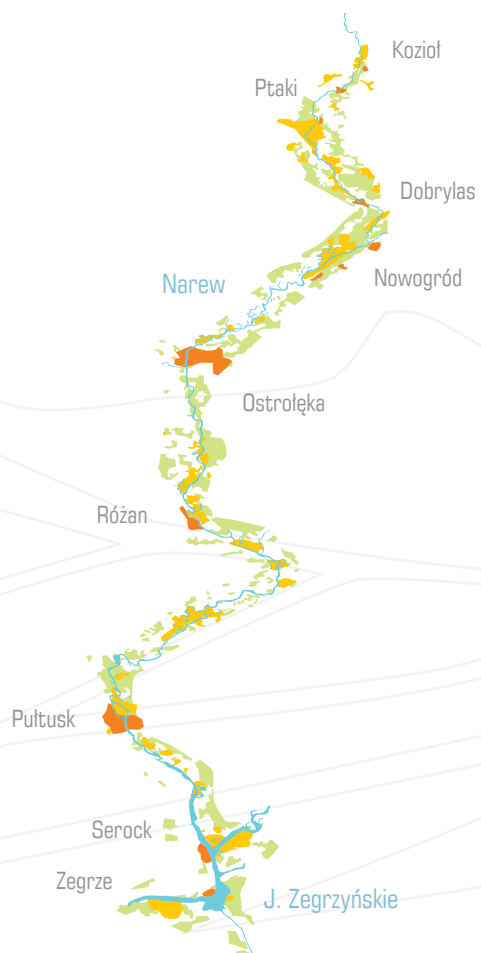 Kozioł
Ptaki
Dobrylas
Nowogród
Narew
Ostrołęka
Różan
Pułtusk
Serock
Zegrze
J. Zegrzyńskie